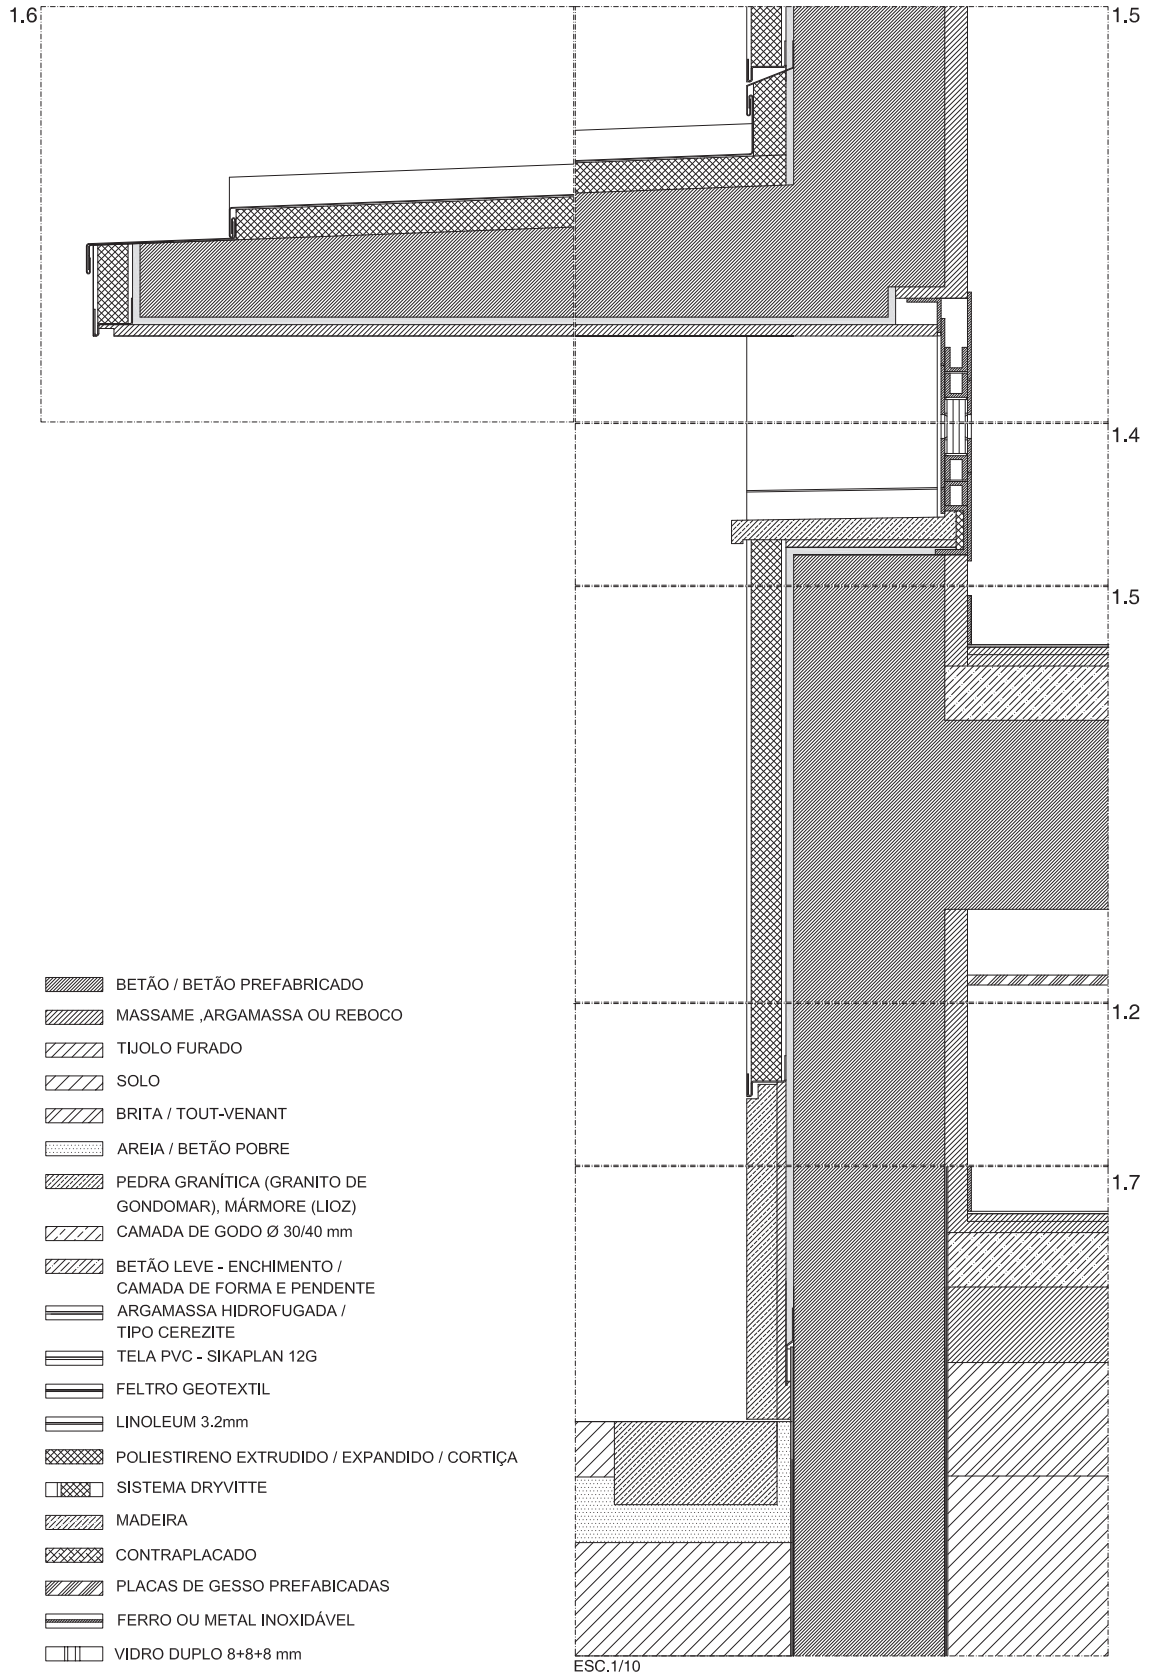 1.6
1.5
1.4
1.5
1.2
1.7
BETÃO / BETÃO PREFABRICADO
MASSAME ,ARGAMASSA OU REBOCO
TIJOLO FURADO
SOLO
BRITA / TOUT-VENANT
AREIA / BETÃO POBRE
PEDRA GRANÍTICA (GRANITO DE
GONDOMAR), MÁRMORE (LIOZ)
CAMADA DE GODO Ø 30/40 mm
BETÃO LEVE - ENCHIMENTO /
CAMADA DE FORMA E PENDENTE
ARGAMASSA HIDROFUGADA /
TIPO CEREZITE
TELA PVC - SIKAPLAN 12G
FELTRO GEOTEXTIL
LINOLEUM 3.2mm
POLIESTIRENO EXTRUDIDO / EXPANDIDO / CORTIÇA
SISTEMA DRYVITTE
MADEIRA
CONTRAPLACADO
PLACAS DE GESSO PREFABICADAS
FERRO OU METAL INOXIDÁVEL
VIDRO DUPLO 8+8+8 mm
ESC.1/10